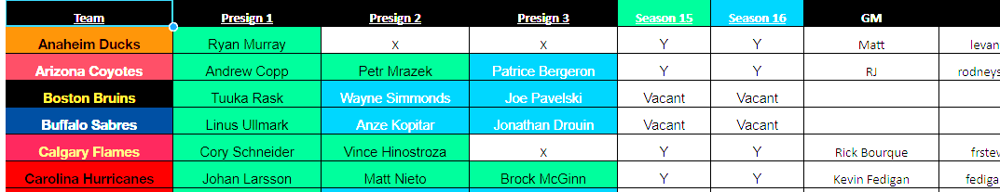 Team Presign 1 Presign 2 Presign 3 Season 15 Season 16 GM
Anaheim Ducks Ryan Murray X X Y Y Matt levan
Arizona Coyotes Andrew Copp Petr Mrazek Patrice Bergeron Y Y RJ rodneys
Boston Bruins Tuuka Rask Wayne Simmonds Joe Pavelski Vacant Vacant
Buffalo Sabres Linus Ullmark Anze Kopitar Jonathan Drouin Vacant Vacant
Calgary Flames Cory Schneider Vince Hinostroza X Y Y Rick Bourque frstev
Carolina Hurricanes Johan Larsson Matt Nieto Brock McGinn Y Y Kevin Fedigan fediga